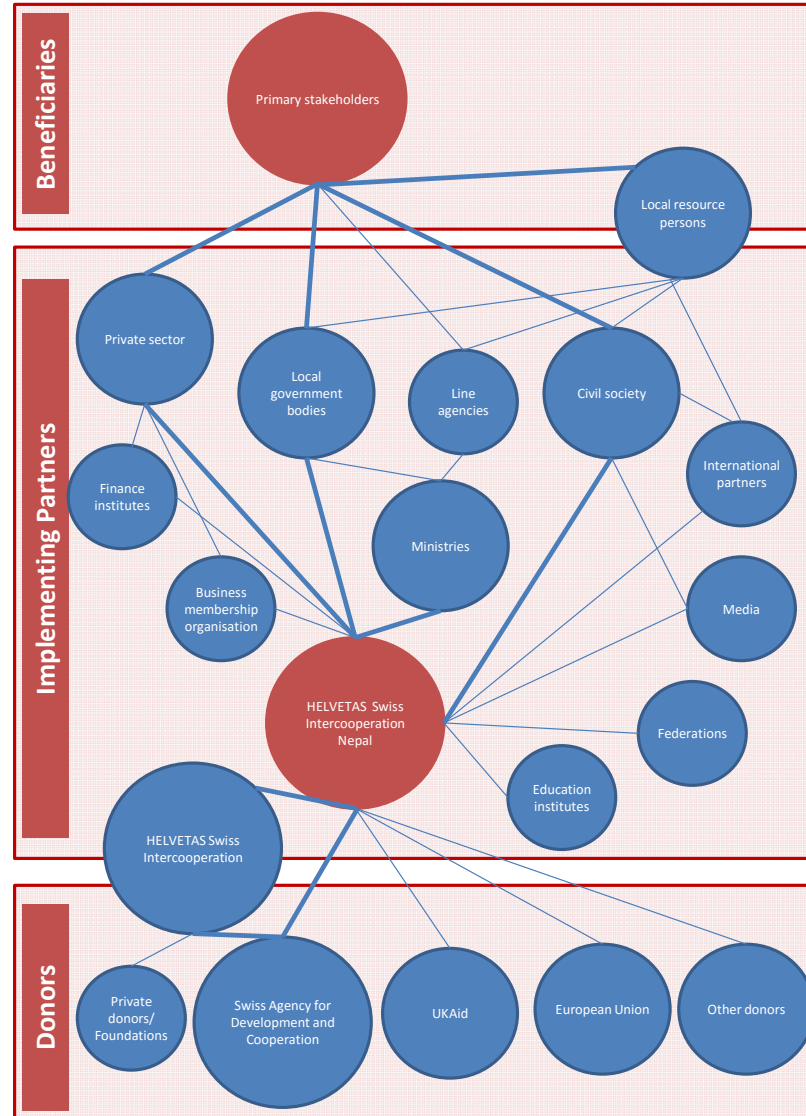 Beneficiaries
Primary stakeholders
Local resource
persons
Implementing Partners
Private sector
Local
government
bodies
Line
agencies
Civil society
Finance
institutes
International
partners
Ministries
Business
membership
organisation
Media
HELVETAS Swiss
Intercooperation
Nepal
Federations
Education
institutes
HELVETAS Swiss
Intercooperation
Donors
Private
donors/
Foundations
Swiss Agency for
Development and
Cooperation
UKAid
European Union
Other donors